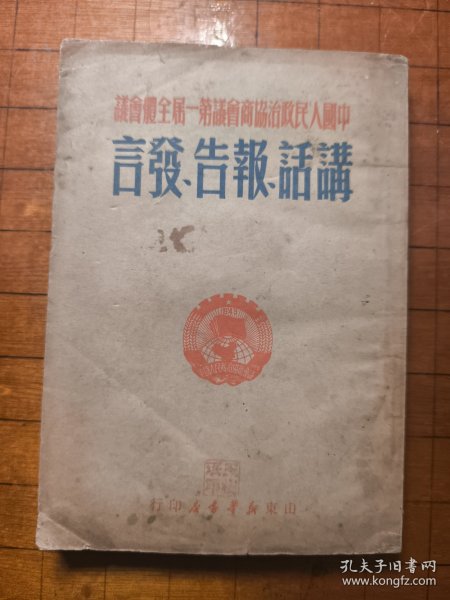 中國人民政治協商會議第一屆全體會議
講話、報告、發言
山東新華書店印行
孔夫子旧书网
www.kongfz.com